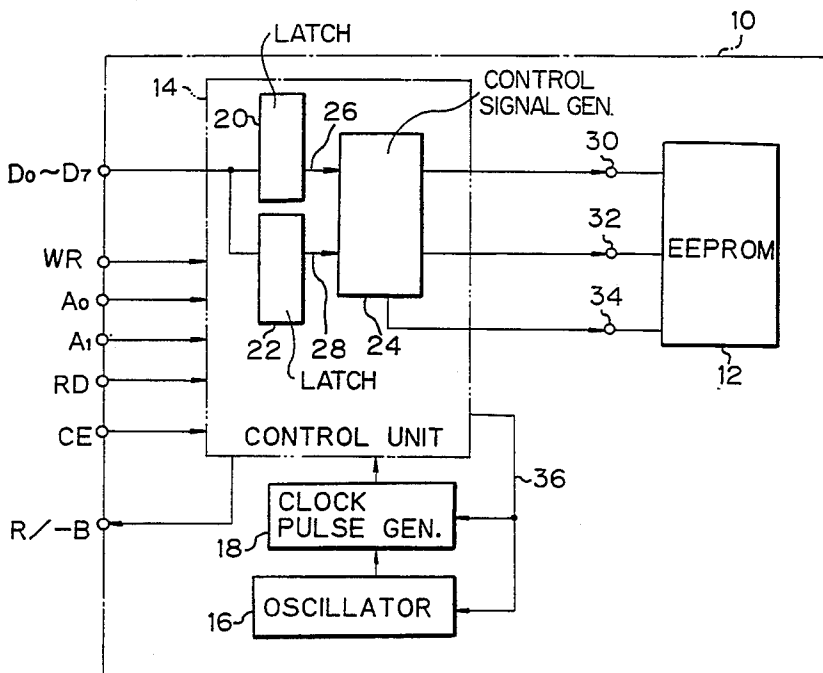 10
LATCH
14
CONTROL
SIGNAL GEN.
20
26
30
D0~D7
32
WR
EEPROM
A0
34
A1
22
28
24
12
RD
LATCH
CE
CONTROL UNIT
36
R/-B
CLOCK
PULSE GEN.
18
OSCILLATOR
16